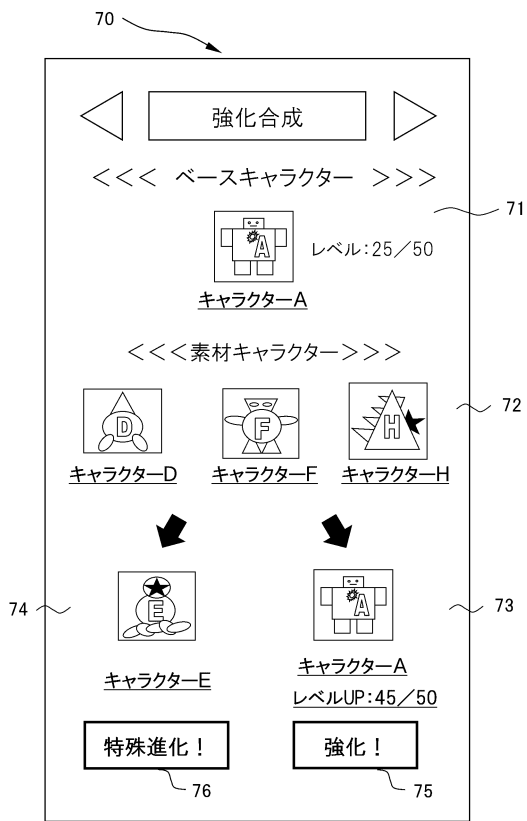 70
強化合成
<<< ベースキャラクター >>>
71
A
レベル:25/50
キャラクターA
<<<素材キャラクター>>>
D
F
H
72
キャラクターD
キャラクターF
キャラクターH
74
E
A
73
キャラクターE
キャラクターA
レベルUP:45/50
特殊進化!
強化!
76
75